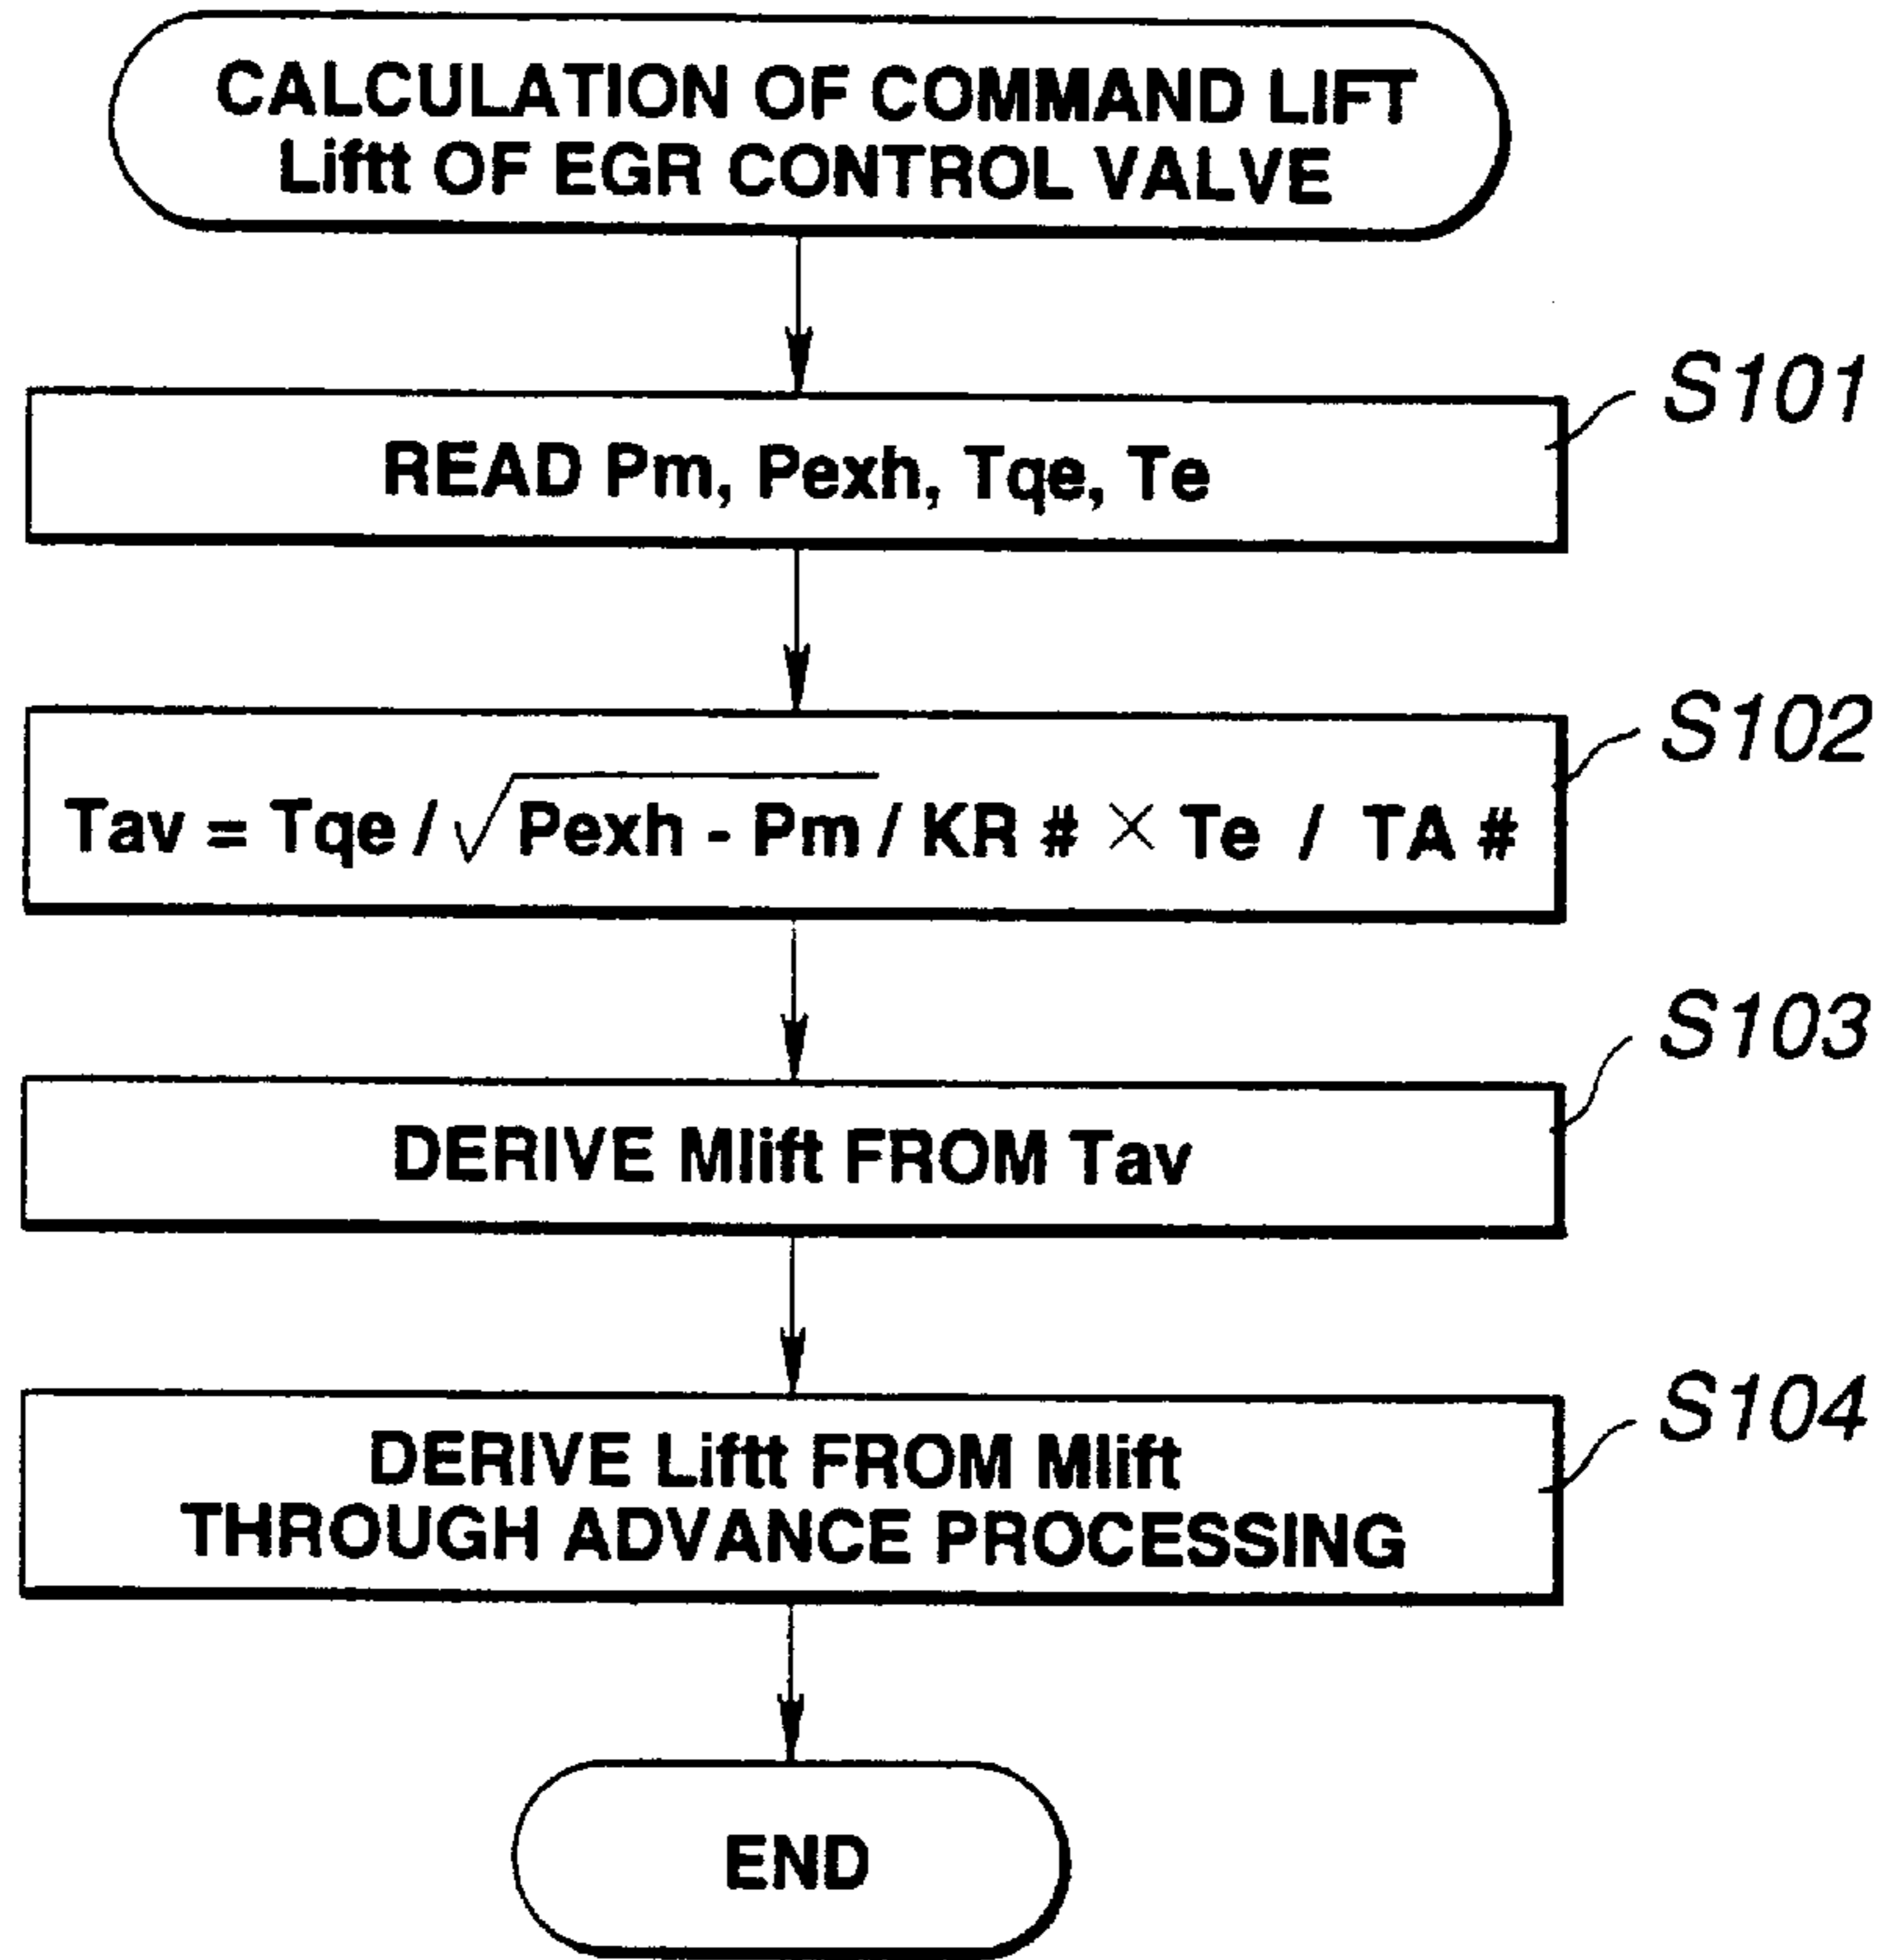 CALCULATION OF COMMAND LIFT
Liftt OF EGR CONTROL VALVE
S101
READ Pm, Pexh, Tqe, Te
S102
Tav = Tqe / √Pexh - Pm / KR # × Te / TA #
S103
DERIVE Mlift FROM Tav
S104
DERIVE Liftt FROM Mlift
THROUGH ADVANCE PROCESSING
END